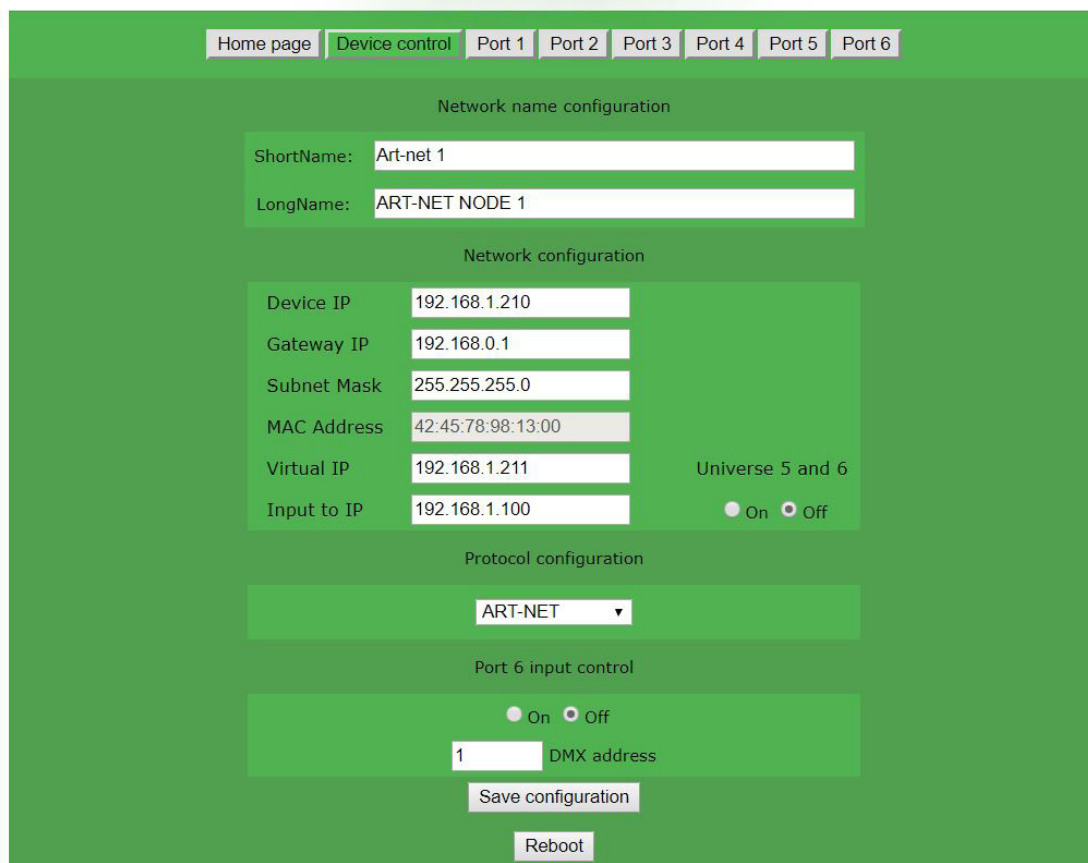 Home page Device control Port 1 Port 2 Port 3 Port 4 Port 5 Port 6
Network name configuration
ShortName: Art-net 1
LongName: ART-NET NODE 1
Network configuration
Device IP 192.168.1.210
Gateway IP 192.168.0.1
Subnet Mask 255.255.255.0
MAC Address 42:45:78:98:13:00
Virtual IP 192.168.1.211 Universe 5 and 6
Input to IP 192.168.1.100 On Off
Protocol configuration
ART-NET
Port 6 input control
On Off
1 DMX address
Save configuration
Reboot